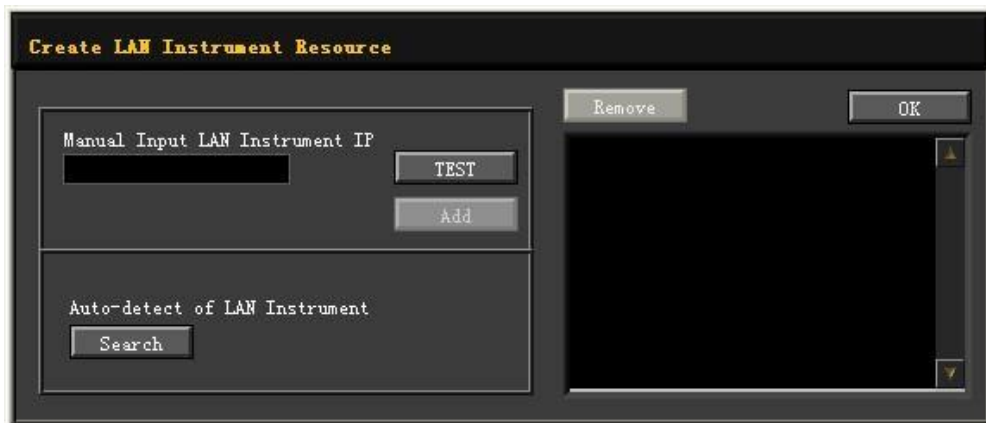 Create LAN Instrument Resource
Manual Input LAN Instrument IP
TEST
Add
Auto-detect of LAN Instrument
Search
Remove
OK